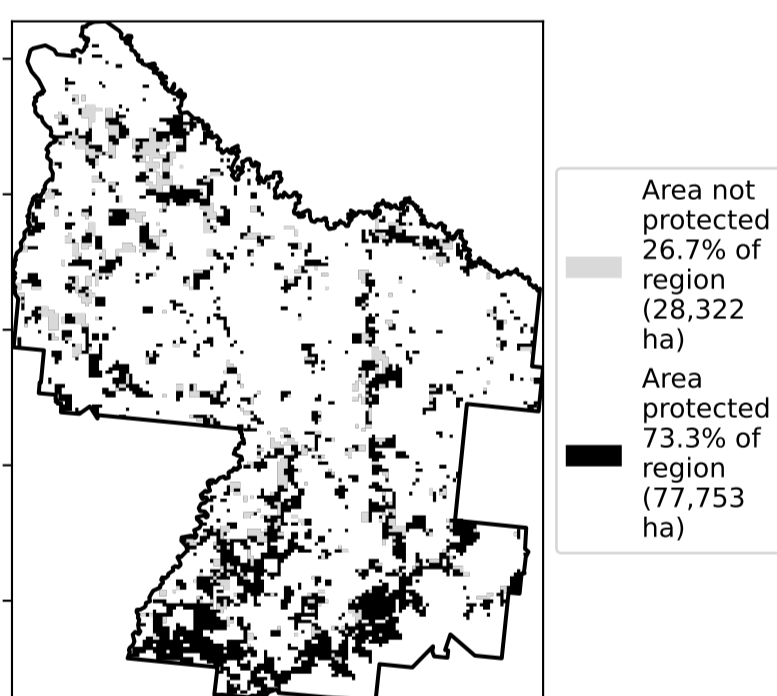 Area not
protected
26.7% of
region
(28,322
ha)
Area
protected
73.3% of
region
(77,753
ha)